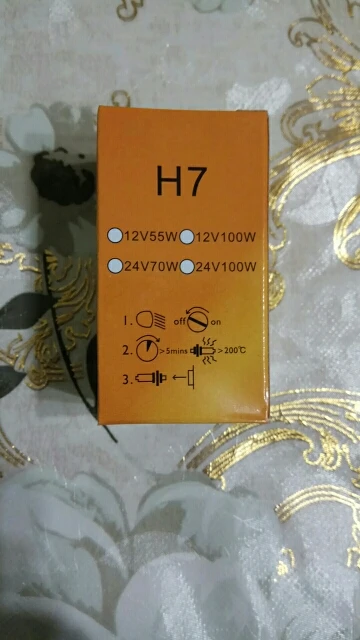 H7
12V55W 12V100W
24V70W 24V100W
1. off on
2. >5mins >200℃
3.